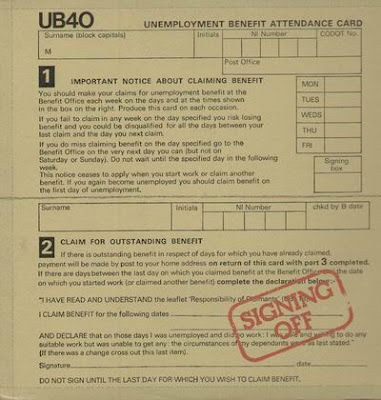 UB40 UNEMPLOYMENT BENEFIT ATTENDANCE CARD
Surname (block capitals) Initials NI Number CODOT No.
M
Post Office
1 IMPORTANT NOTICE ABOUT CLAIMING BENEFIT
You should make your claims for unemployment benefit at the
Benefit Office each week on the days and at the times shown
in the box on the right. Produce this card on each occasion.
If you fail to claim in any week on the day specified you risk losing
benefit and you could be disqualified for all the days between your
last claim and the day you next claim.
If you do miss claiming benefit on the day specified go to the
Benefit Office on the very next day you can (but not on
Saturday or Sunday). Do not wait until the specified day in the following
week.
This notice ceases to apply when you start work or claim another
benefit. If you again become unemployed you should claim benefit on
the first day of unemployment.
MON
TUES
WEDS
THU
FRI
Signing
box
Surname Initials NI Number chkd by B date
2 CLAIM FOR OUTSTANDING BENEFIT
If there is outstanding benefit in respect of days for which you have already claimed,
payment will be made by post to your home address on return of this card with part 3 completed.
If there are days between the last day on which you claimed benefit at the Benefit Office and the date
on which you started work (or claimed another benefit) complete the declaration below:-
"I HAVE READ AND UNDERSTAND the leaflet 'Responsibility of Claimants'
I CLAIM BENEFIT for the following dates
AND DECLARE that on those days I was unemployed and did no work: I was able and willing to do any
suitable work but was unable to get any: the circumstances of my dependants were as last stated."
(If there was a change cross out this last item).
Signature date
DO NOT SIGN UNTIL THE LAST DAY FOR WHICH YOU WISH TO CLAIM BENEFIT.
SIGNING
OFF